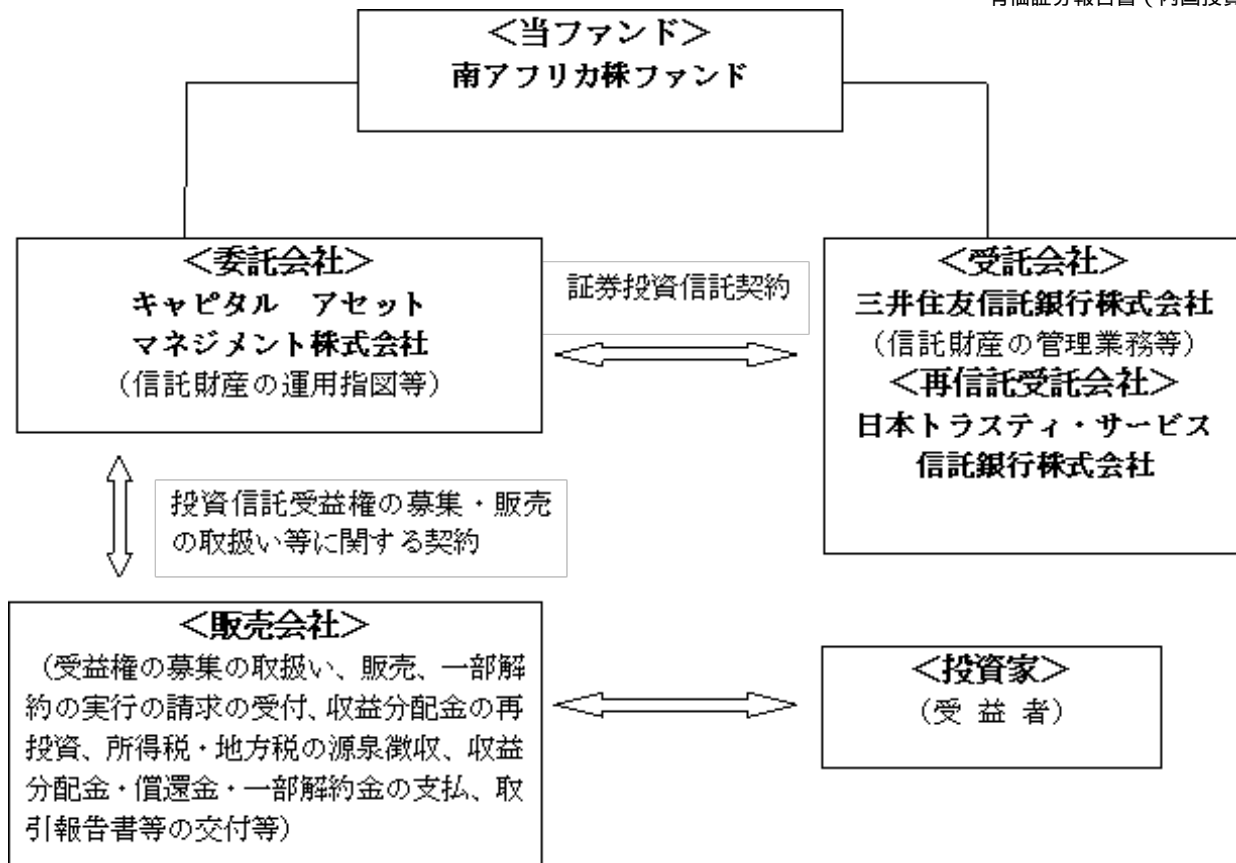 有価証券報告書（内国投資
＜当ファンド＞
南アフリカ株ファンド
＜委託会社＞
キャピタル　アセット
マネジメント株式会社
（信託財産の運用指図等）
証券投資信託契約
＜受託会社＞
三井住友信託銀行株式会社
（信託財産の管理業務等）
＜再信託受託会社＞
日本トラスティ・サービス
信託銀行株式会社
投資信託受益権の募集・販売
の取扱い等に関する契約
＜販売会社＞
（受益権の募集の取扱い、販売、一部解
約の実行の請求の受付、収益分配金の再
投資、所得税・地方税の源泉徴収、収益
分配金・償還金・一部解約金の支払、取
引報告書等の交付等）
＜投資家＞
（受 益 者）